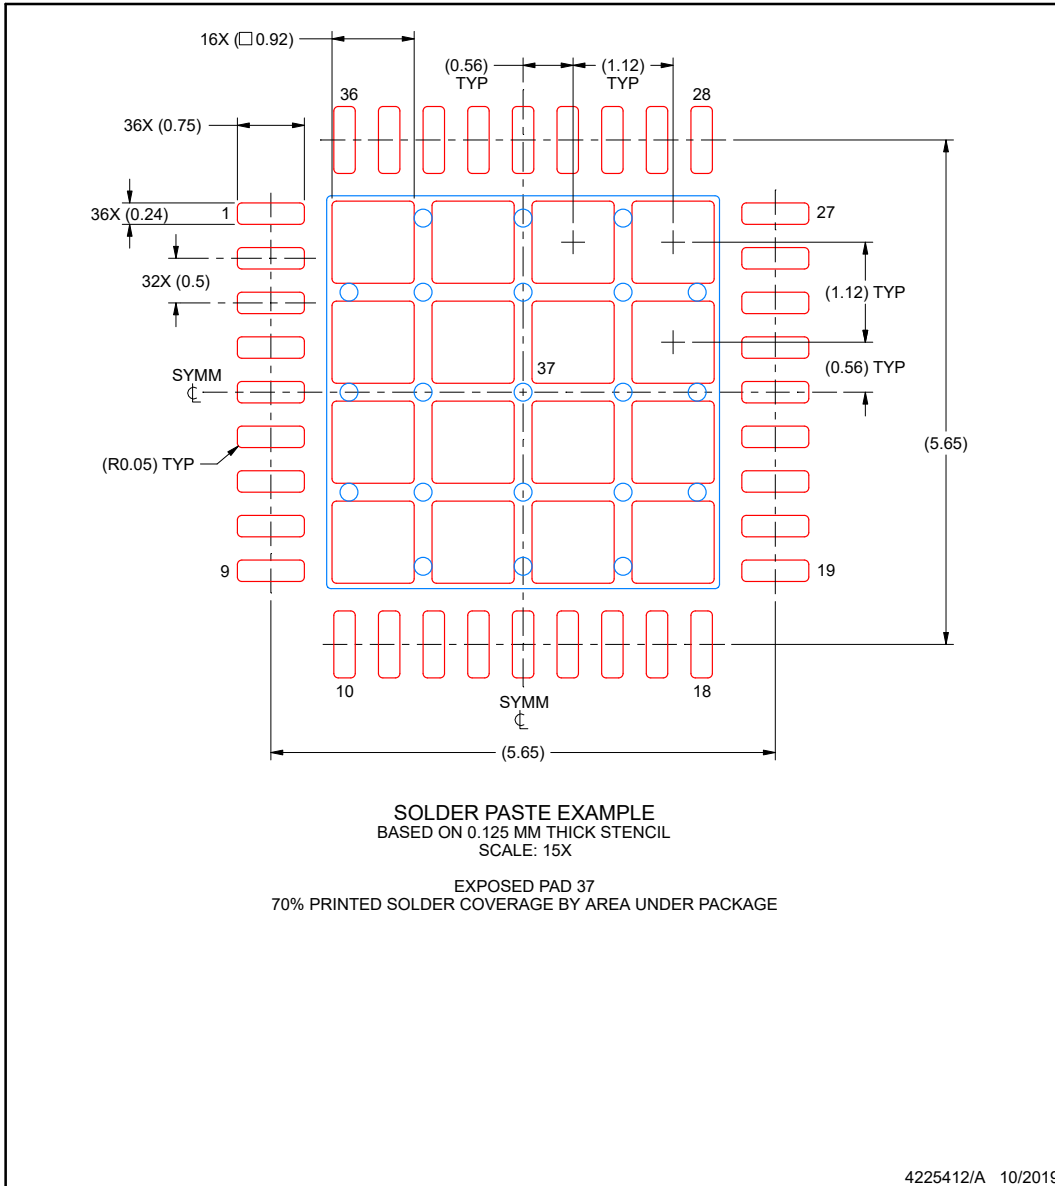 16X (□ 0.92)
(0.56)
TYP
(1.12)
TYP
36
28
36X (0.75)
36X (0.24)
1
27
32X (0.5)
(1.12) TYP
37
(0.56) TYP
SYMM
℄
(5.65)
(R0.05) TYP
9
19
10
18
SYMM
℄
(5.65)
SOLDER PASTE EXAMPLE
BASED ON 0.125 MM THICK STENCIL
SCALE: 15X
EXPOSED PAD 37
70% PRINTED SOLDER COVERAGE BY AREA UNDER PACKAGE
4225412/A 10/2019